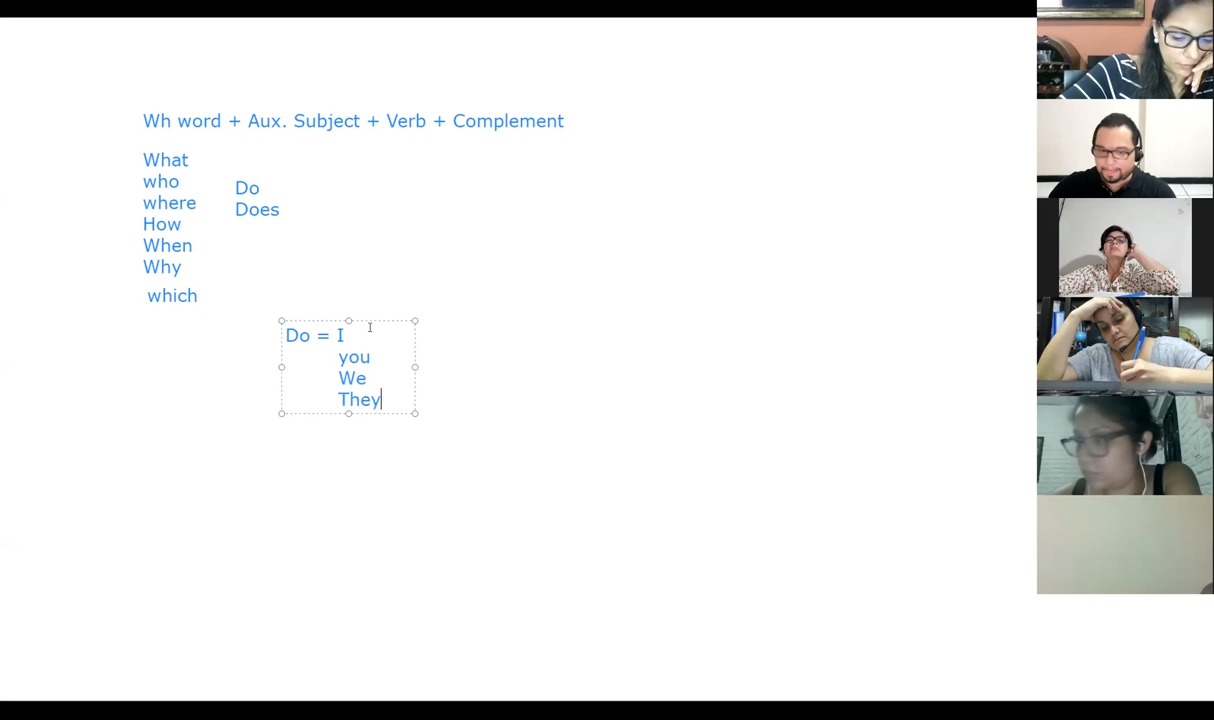 Wh word + Aux. Subject + Verb + Complement
What
who
where
How
When
Why
which
Do
Does
Do = I
you
We
They